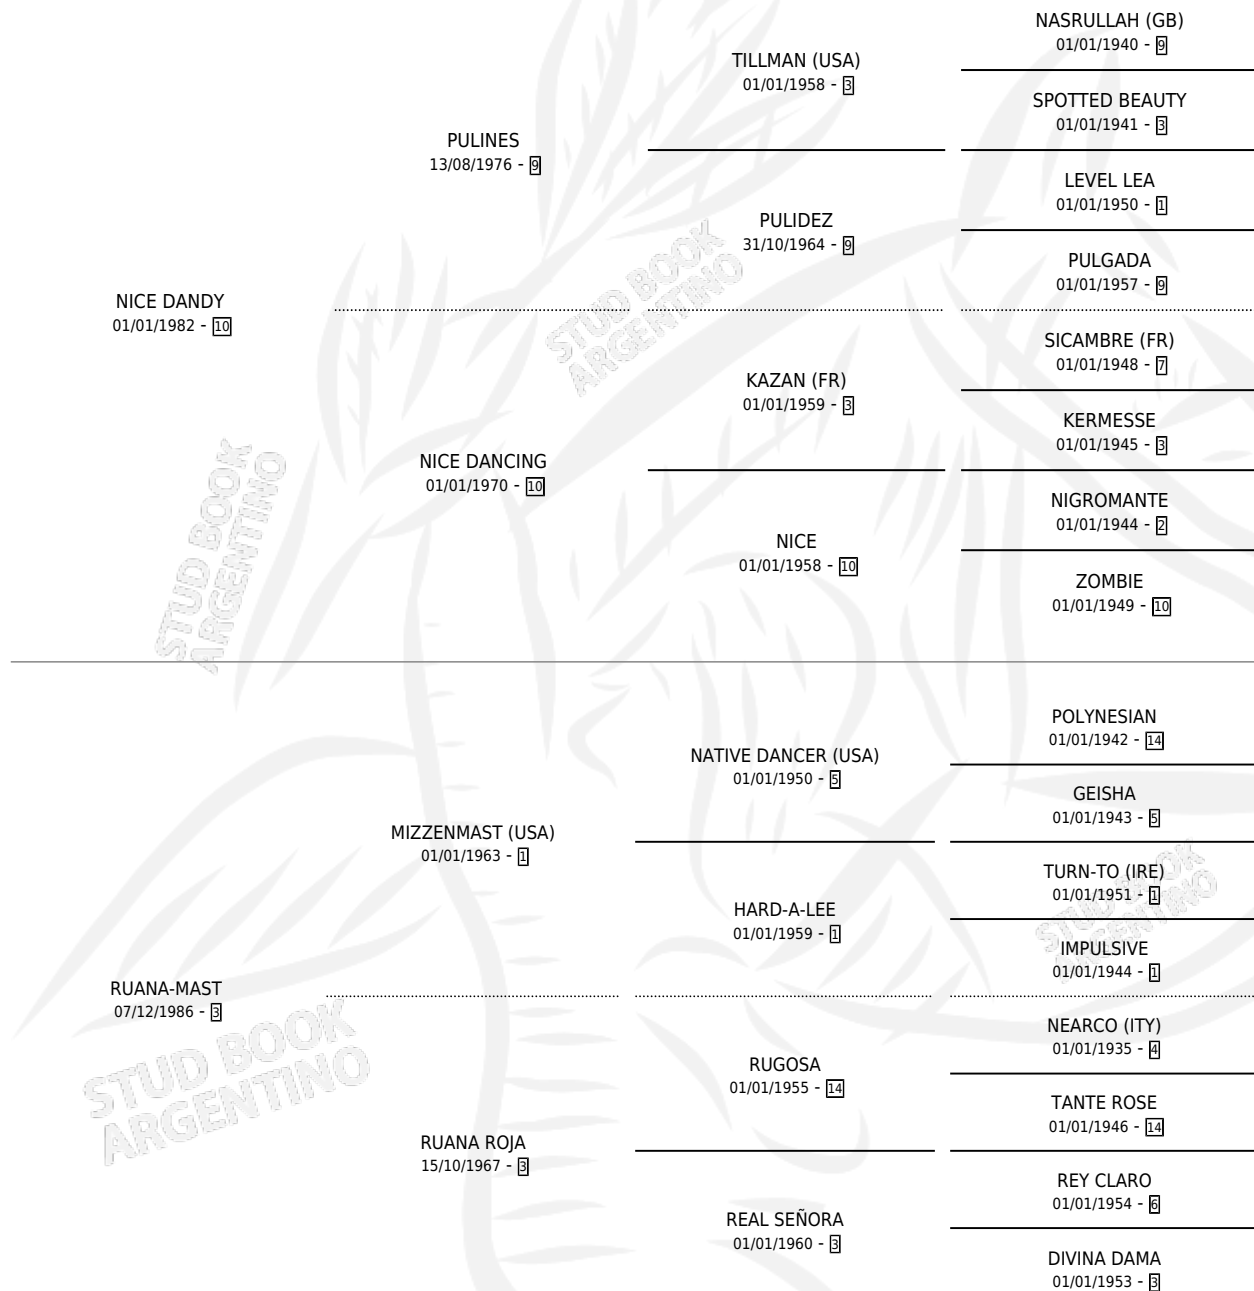 NASRULLAH (GB)
01/01/1940 - 9
TILLMAN (USA)
01/01/1958 - 3
SPOTTED BEAUTY
01/01/1941 - 3
PULINES
13/08/1976 - 9
LEVEL LEA
01/01/1950 - 1
PULIDEZ
31/10/1964 - 9
PULGADA
01/01/1957 - 9
NICE DANDY
01/01/1982 - 10
STUD BOOK
ARGENTINO
SICAMBRE (FR)
01/01/1948 - 7
KAZAN (FR)
01/01/1959 - 3
KERMESSE
01/01/1945 - 3
NICE DANCING
01/01/1970 - 10
NIGROMANTE
01/01/1944 - 2
NICE
01/01/1958 - 10
ZOMBIE
01/01/1949 - 10
STUD BOOK
ARGENTINO
POLYNESIAN
01/01/1942 - 14
NATIVE DANCER (USA)
01/01/1950 - 5
GEISHA
01/01/1943 - 5
MIZZENMAST (USA)
01/01/1963 - 1
TURN-TO (IRE)
01/01/1951 - 1
HARD-A-LEE
01/01/1959 - 1
STUD BOOK
ARGENTINO
IMPULSIVE
01/01/1944 - 1
RUANA-MAST
07/12/1986 - 3
NEARCO (ITY)
01/01/1935 - 4
RUGOSA
01/01/1955 - 14
TANTE ROSE
01/01/1946 - 14
STUD BOOK
ARGENTINO
RUANA ROJA
15/10/1967 - 3
REY CLARO
01/01/1954 - 6
REAL SEÑORA
01/01/1960 - 3
DIVINA DAMA
01/01/1953 - 3